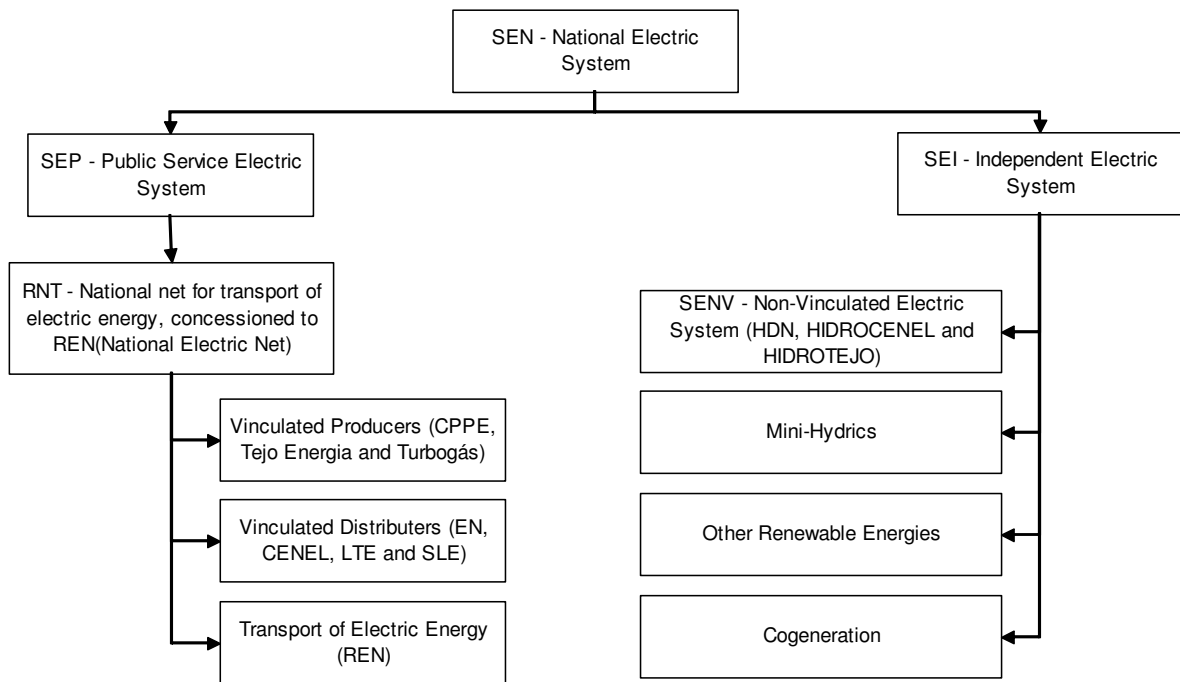 SEN - National Electric
System
SEP - Public Service Electric
System
SEI - Independent Electric
System
RNT - National net for transport of
electric energy, concessioned to
REN(National Electric Net)
SENV - Non-Vinculated Electric
System (HDN, HIDROCENEL and
HIDROTEJO)
Vinculated Producers (CPPE,
Tejo Energia and Turbogás)
Mini-Hydrics
Vinculated Distributers (EN,
CENEL, LTE and SLE)
Other Renewable Energies
Transport of Electric Energy
(REN)
Cogeneration